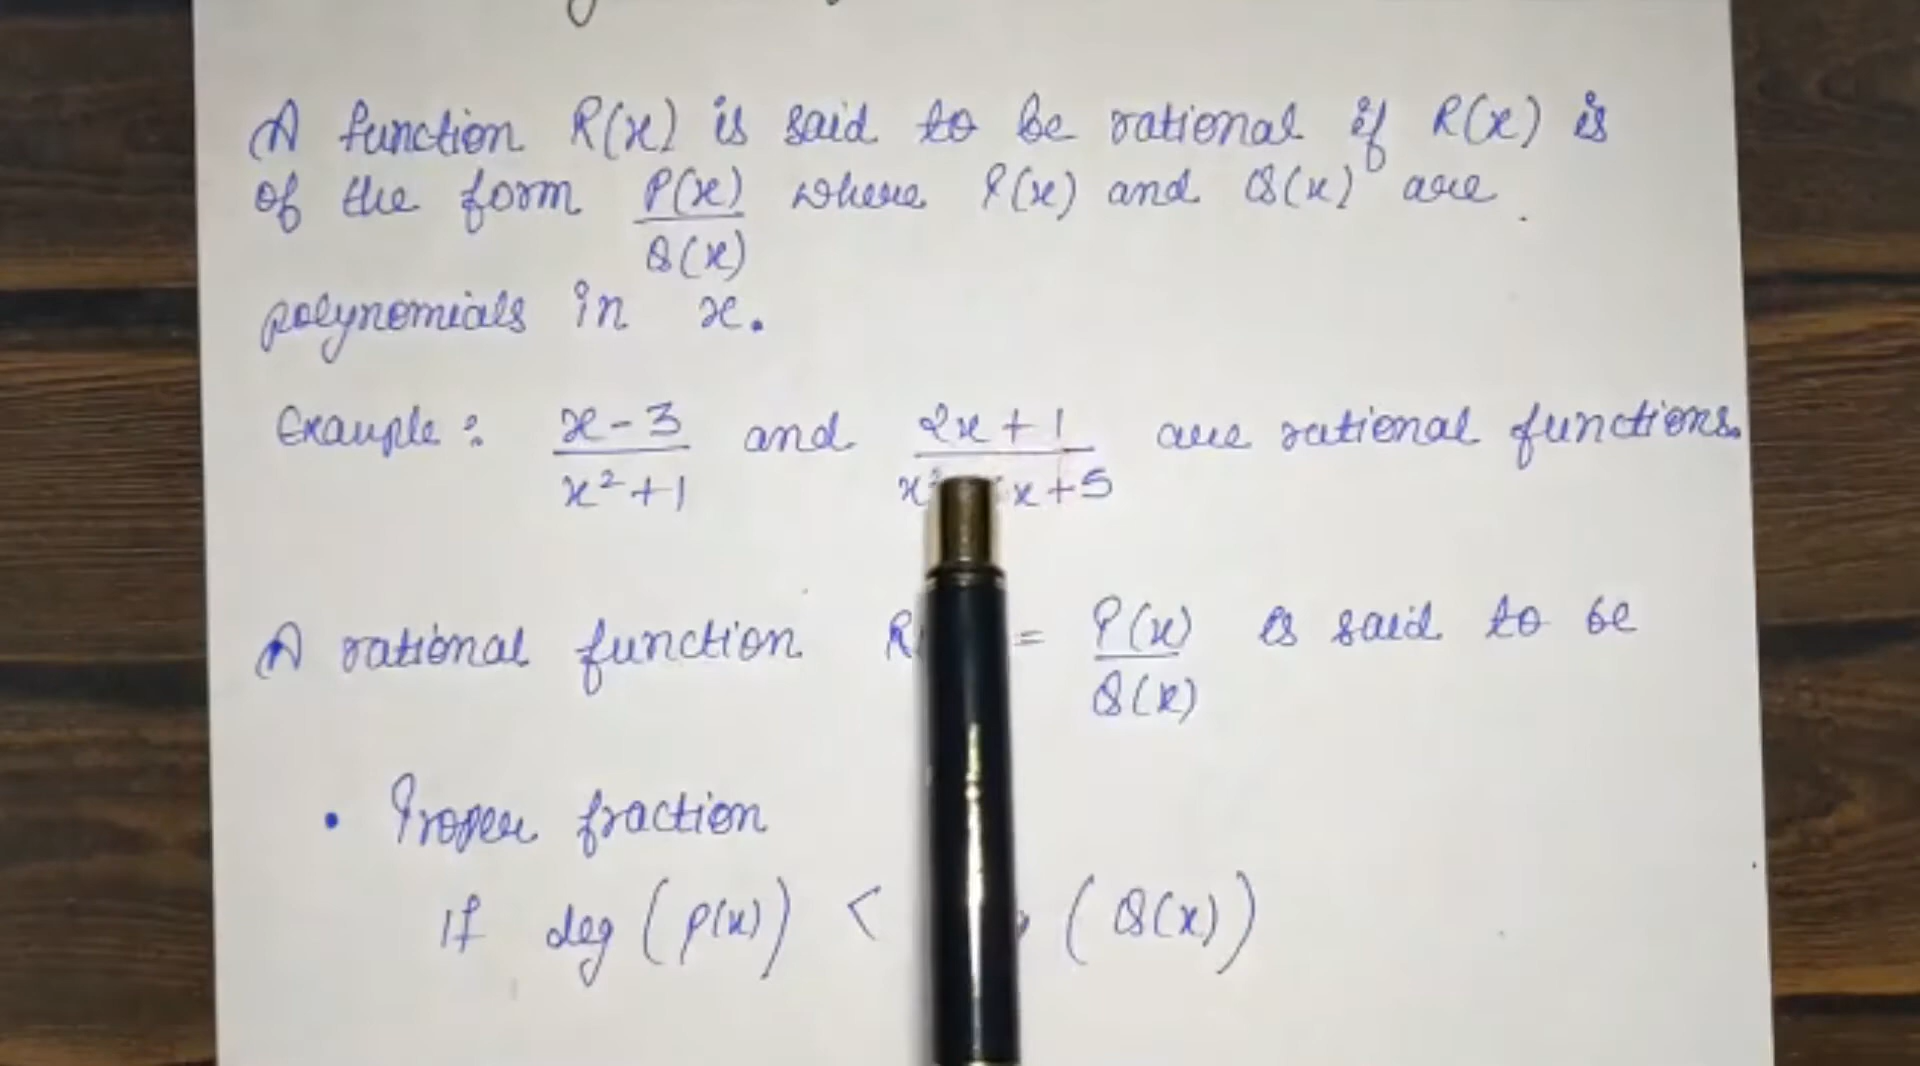 A function R(x) is said to be rational if R(x) is
of the form P(x)/Q(x) where P(x) and Q(x) are
polynomials in x.
Example: x-3/x²+1 and 2x+1/x² x+5 are rational functions.
A rational function R = P(x)/Q(x) is said to be
• Proper fraction
If deg (P(x)) < (Q(x))